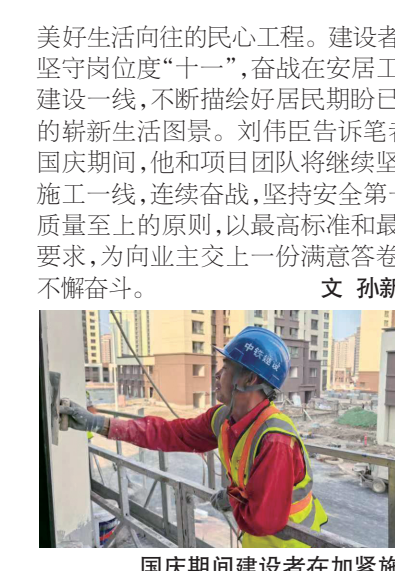 美好生活向往的民心工程。建设者
坚守岗位度“十一”,奋战在安居工
建设一线,不断描绘好居民期盼已
的崭新生活图景。刘伟臣告诉笔者
国庆期间,他和项目团队将继续坚
施工一线,连续奋战,坚持安全第一
质量至上的原则,以最高标准和最
要求,为向业主交上一份满意答卷
不懈奋斗。 文 孙新
国庆期间建设者在加紧施